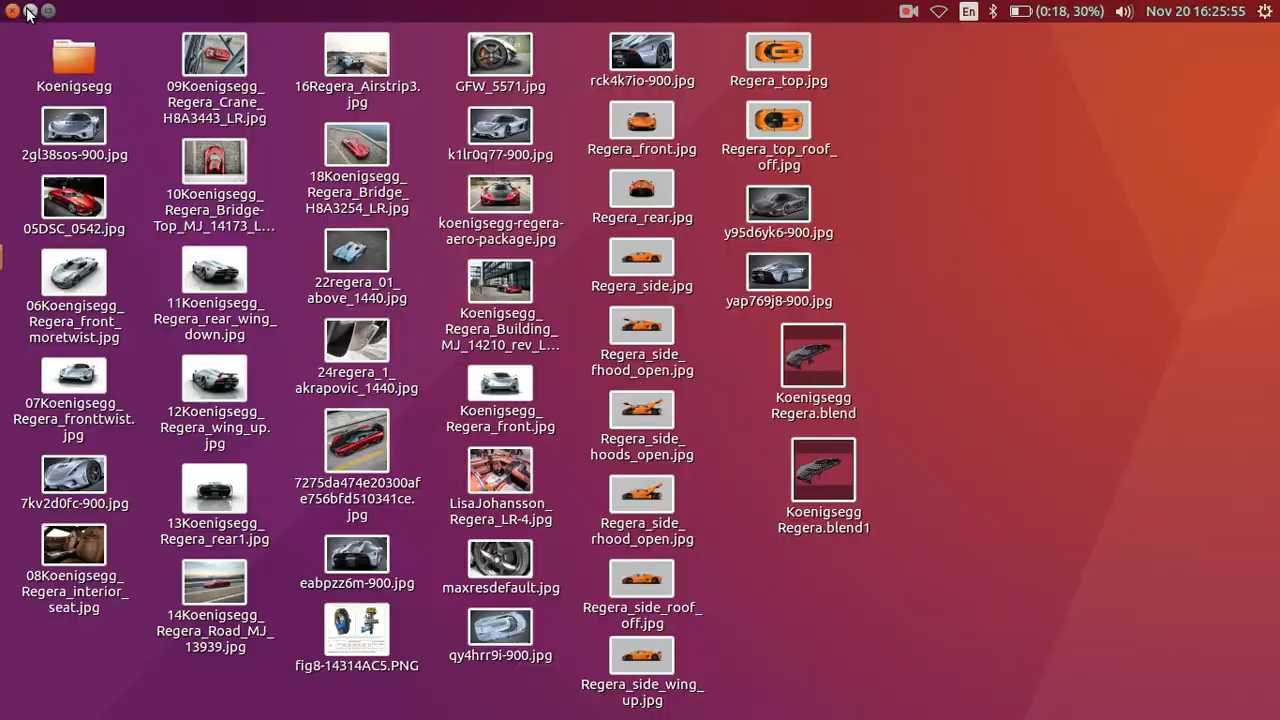 En
(0:18, 30%)
Nov 20 16:25:55
Koenigsegg
2gl38sos-900.jpg
05DSC_0542.jpg
06Koengisegg_
Regera_front_
moretwist.jpg
07Koenigsegg_
Regera_fronttwist.
jpg
7kv2d0fc-900.jpg
08Koenigsegg_
Regera_interior_
seat.jpg
09Koenigsegg_
Regera_Crane_
H8A3443_LR.jpg
10Koenigsegg_
Regera_Bridge-
Top_MJ_14173_L...
11Koenigsegg_
Regera_rear_wing_
down.jpg
12Koenigsegg_
Regera_wing_up.
jpg
13Koenigsegg_
Regera_rear1.jpg
14Koenigsegg_
Regera_Road_MJ_
13939.jpg
16Regera_Airstrip3.
jpg
18Koenigsegg_
Regera_Bridge_
H8A3254_LR.jpg
22regera_01_
above_1440.jpg
24regera_1_
akrapovic_1440.jpg
7275da474e20300af
e756bfd510341ce.
jpg
eabpzz6m-900.jpg
fig8-14314AC5.PNG
GFW_5571.jpg
k1lr0q77-900.jpg
koenigsegg-regera-
aero-package.jpg
Koenigsegg_
Regera_Building_
MJ_14210_rev_L...
Koenigsegg_
Regera_front.jpg
LisaJohansson_
Regera_LR-4.jpg
maxresdefault.jpg
qy4hrr9i-900.jpg
rck4k7io-900.jpg
Regera_front.jpg
Regera_rear.jpg
Regera_side.jpg
Regera_side_
fhood_open.jpg
Regera_side_
hoods_open.jpg
Regera_side_
rhood_open.jpg
Regera_side_roof_
off.jpg
Regera_side_wing_
up.jpg
Regera_top.jpg
Regera_top_roof_
off.jpg
y95d6yk6-900.jpg
yap769j8-900.jpg
Koenigsegg
Regera.blend
Koenigsegg
Regera.blend1